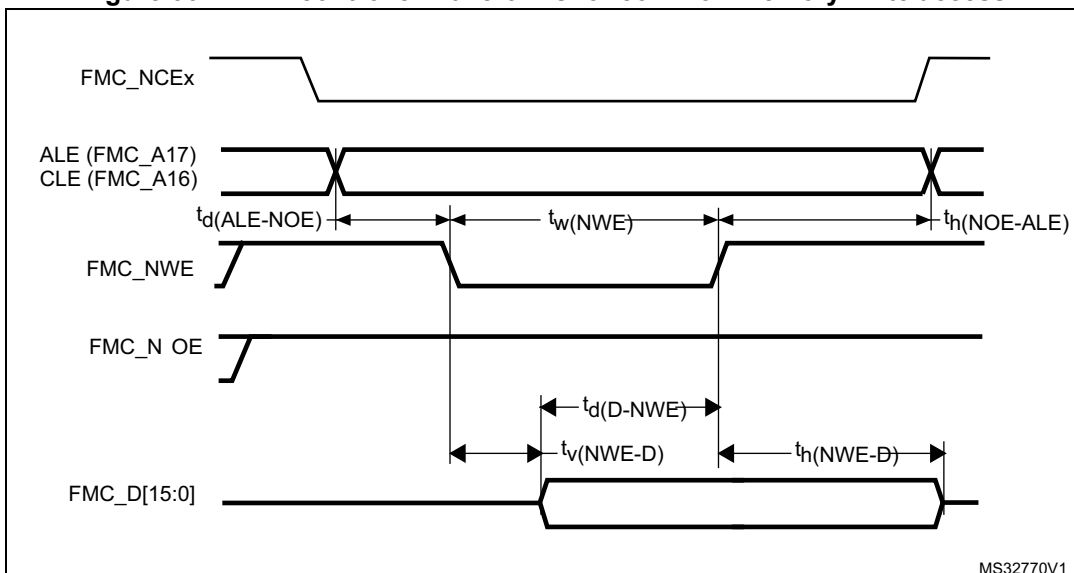 FMC_NCEx
ALE (FMC_A17)
CLE (FMC_A16)
td(ALE-NOE)
tw(NWE)
th(NOE-ALE)
FMC_NWE
FMC_N OE
td(D-NWE)
tv(NWE-D)
th(NWE-D)
FMC_D[15:0]
MS32770V1